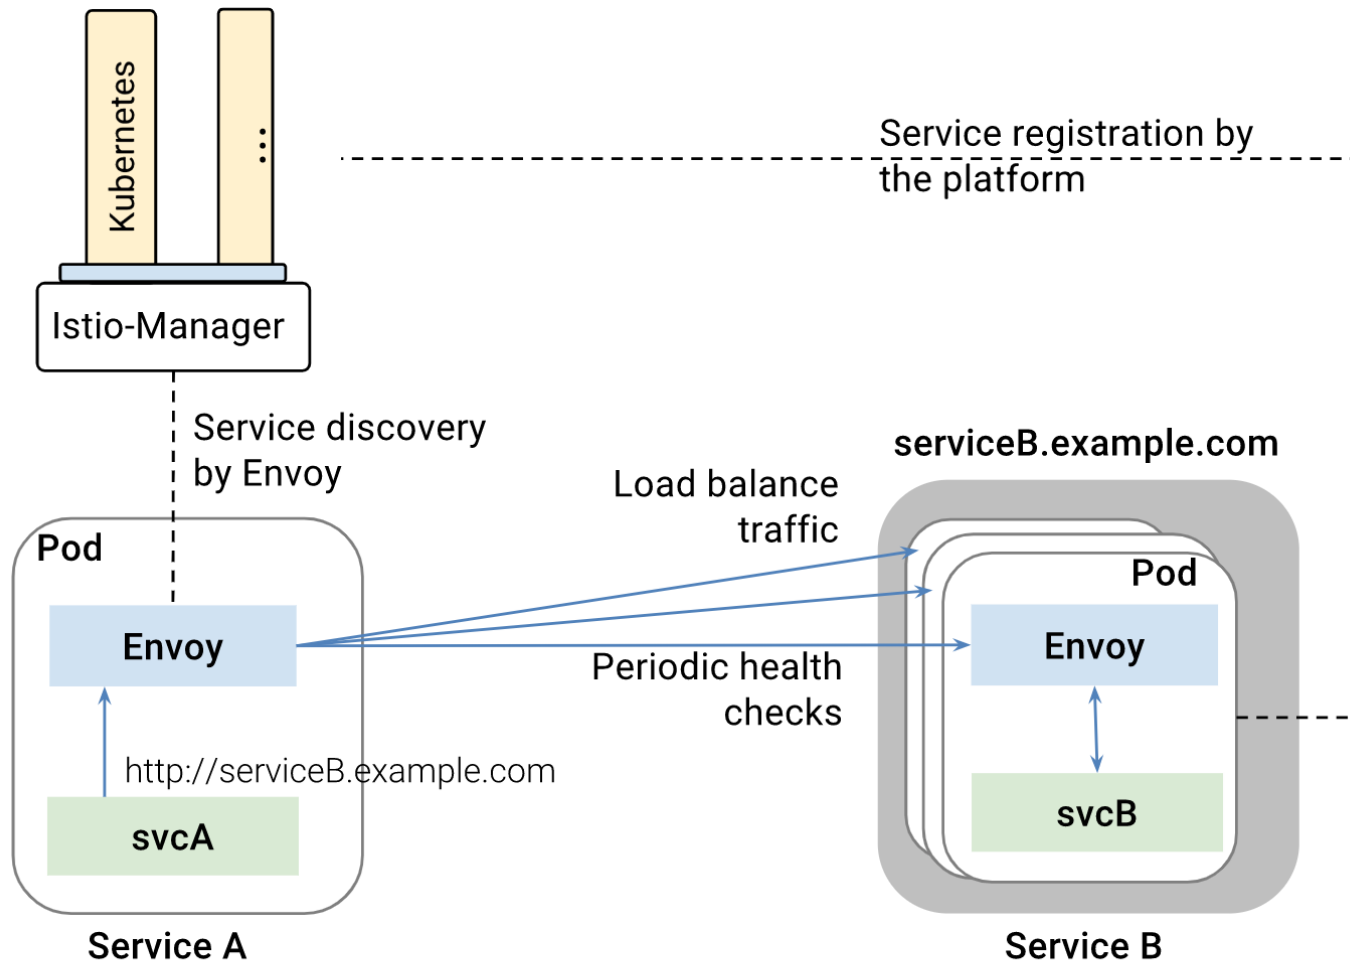 Kubernetes
...
Service registration by
the platform
Istio-Manager
Service discovery
by Envoy
serviceB.example.com
Load balance
traffic
Pod
Pod
Envoy
Envoy
Periodic health
checks
http://serviceB.example.com
svcA
svcB
Service A
Service B